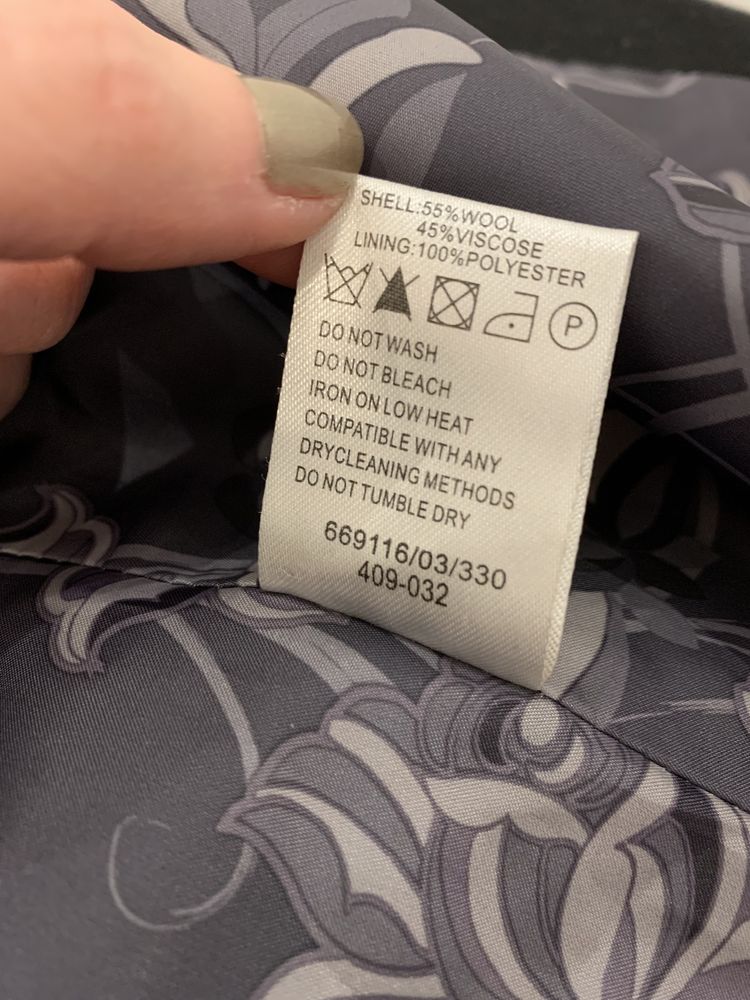 SHELL:55%WOOL
45%VISCOSE
LINING:100%POLYESTER
P
DO NOT WASH
DO NOT BLEACH
IRON ON LOW HEAT
COMPATIBLE WITH ANY
DRYCLEANING METHODS
DO NOT TUMBLE DRY
669116/03/330
409-032